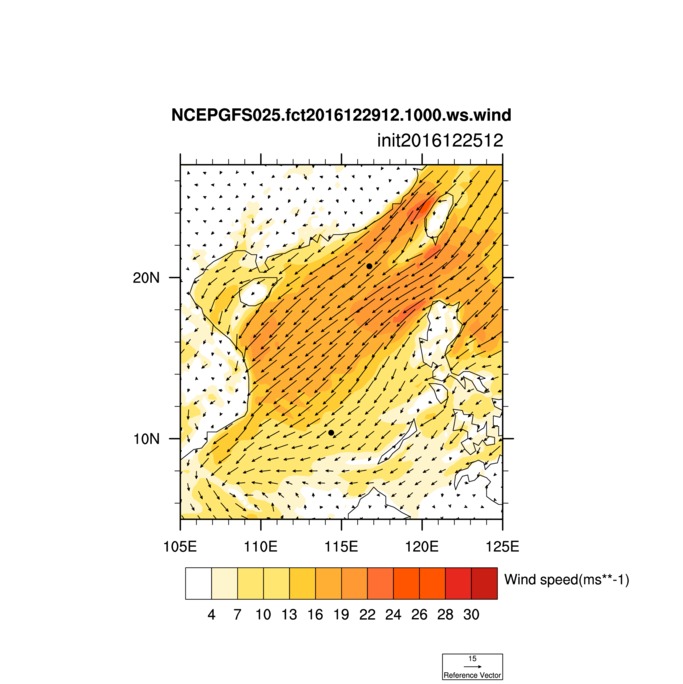 NCEPGFS025.fct2016122912.1000.ws.wind
init2016122512
20N
10N
105E 110E 115E 120E 125E
Wind speed(ms**-1)
4 7 10 13 16 19 22 24 26 28 30
15
Reference Vector